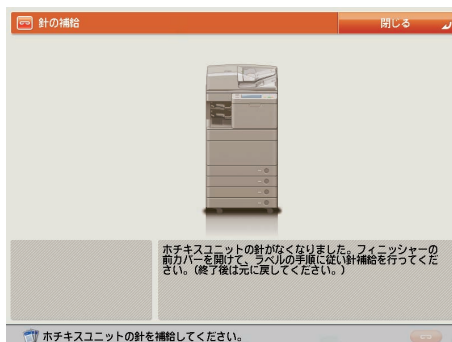 針の補給
閉じる
ホチキスユニットの針がなくなりました。フィニッシャーの
前カバーを開けて、ラベルの手順に従い針補給を行ってくだ
さい。(終了後は元に戻してください。)
ホチキスユニットの針を補給してください。